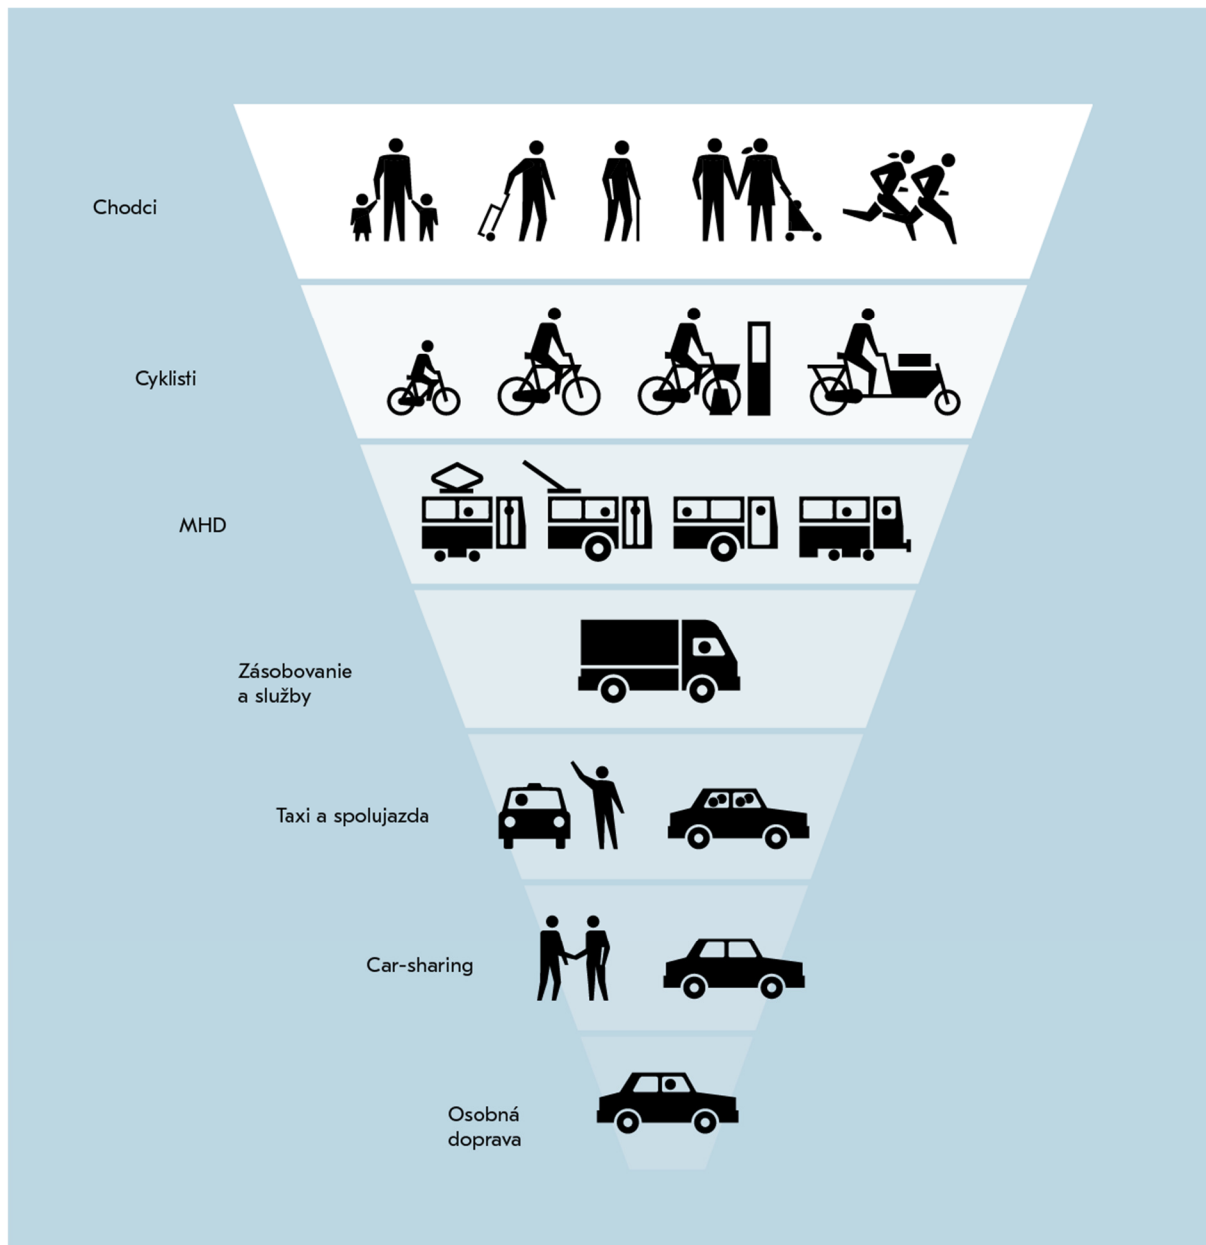 Chodci
Cyklisti
MHD
Zásobovanie
a služby
Taxi a spolujazda
Car-sharing
Osobná
doprava